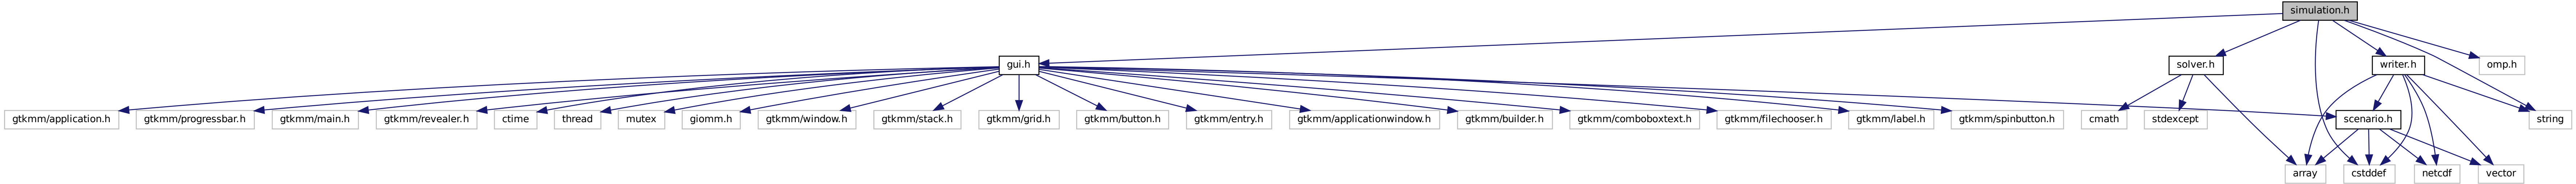 simulation.h
gui.h
solver.h
writer.h
omp.h
gtkmm/application.h
gtkmm/progressbar.h
gtkmm/main.h
gtkmm/revealer.h
ctime
thread
mutex
giomm.h
gtkmm/window.h
gtkmm/stack.h
gtkmm/grid.h
gtkmm/button.h
gtkmm/entry.h
gtkmm/applicationwindow.h
gtkmm/builder.h
gtkmm/comboboxtext.h
gtkmm/filechooser.h
gtkmm/label.h
gtkmm/spinbutton.h
cmath
stdexcept
scenario.h
string
array
cstddef
netcdf
vector